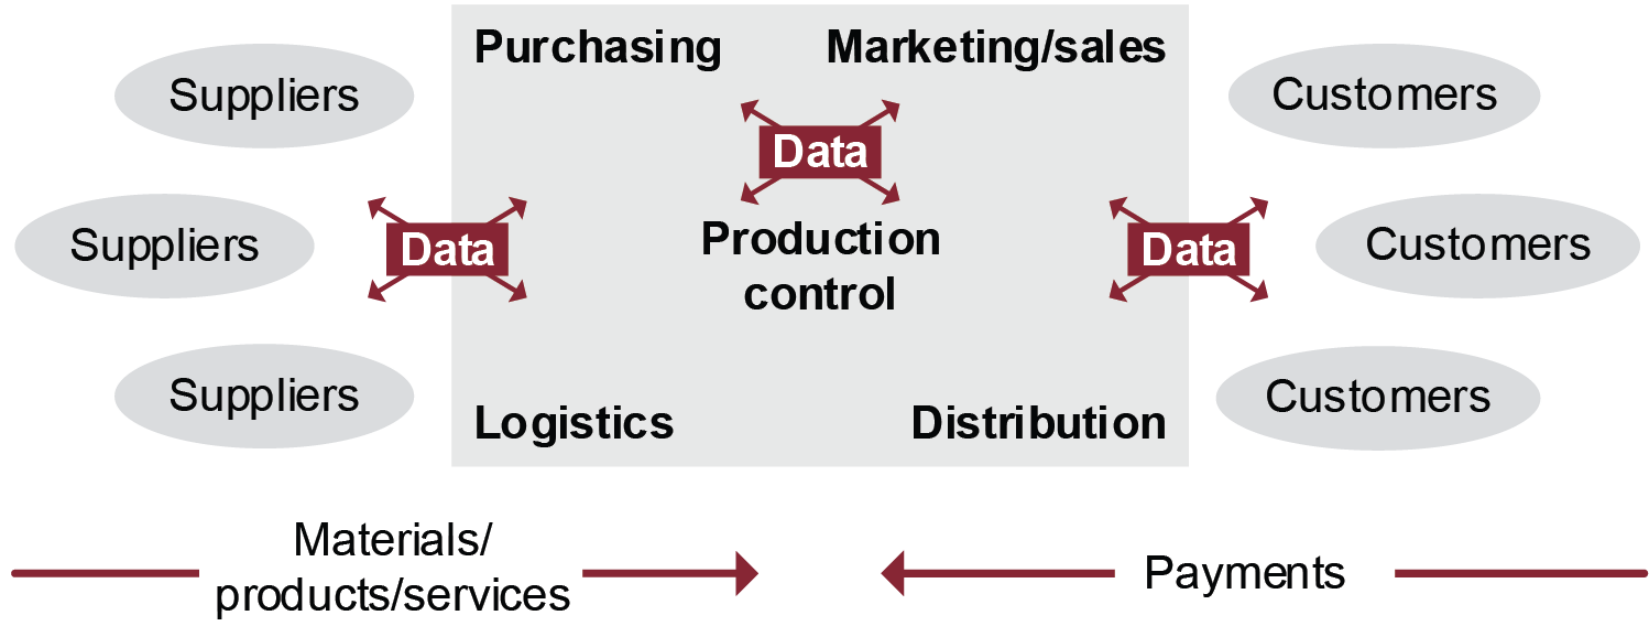 Purchasing
Marketing/sales
Suppliers
Customers
Data
Suppliers
Data
Production
control
Data
Customers
Suppliers
Logistics
Distribution
Customers
Materials/
products/services
Payments